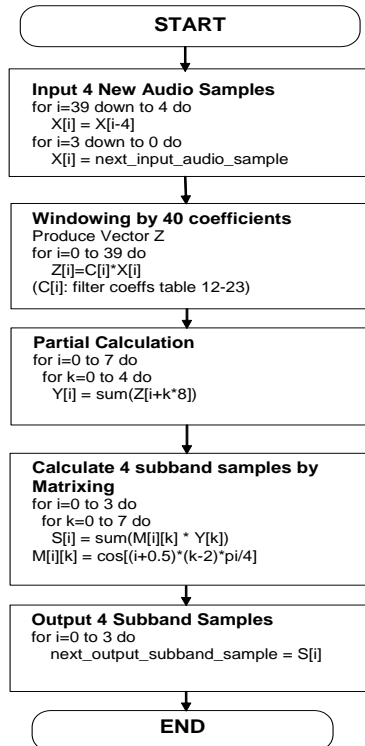 START
Input 4 New Audio Samples
for i=39 down to 4 do
X[i] = X[i-4]
for i=3 down to 0 do
X[i] = next_input_audio_sample
Windowing by 40 coefficients
Produce Vector Z
for i=0 to 39 do
Z[i]=C[i]*X[i]
(C[i]: filter coeffs table 12-23)
Partial Calculation
for i=0 to 7 do
for k=0 to 4 do
Y[i] = sum(Z[i+k*8])
Calculate 4 subband samples by
Matrixing
for i=0 to 3 do
for k=0 to 7 do
S[i] = sum(M[i][k] * Y[k])
M[i][k] = cos[(i+0.5)*(k-2)*pi/4]
Output 4 Subband Samples
for i=0 to 3 do
next_output_subband_sample = S[i]
END